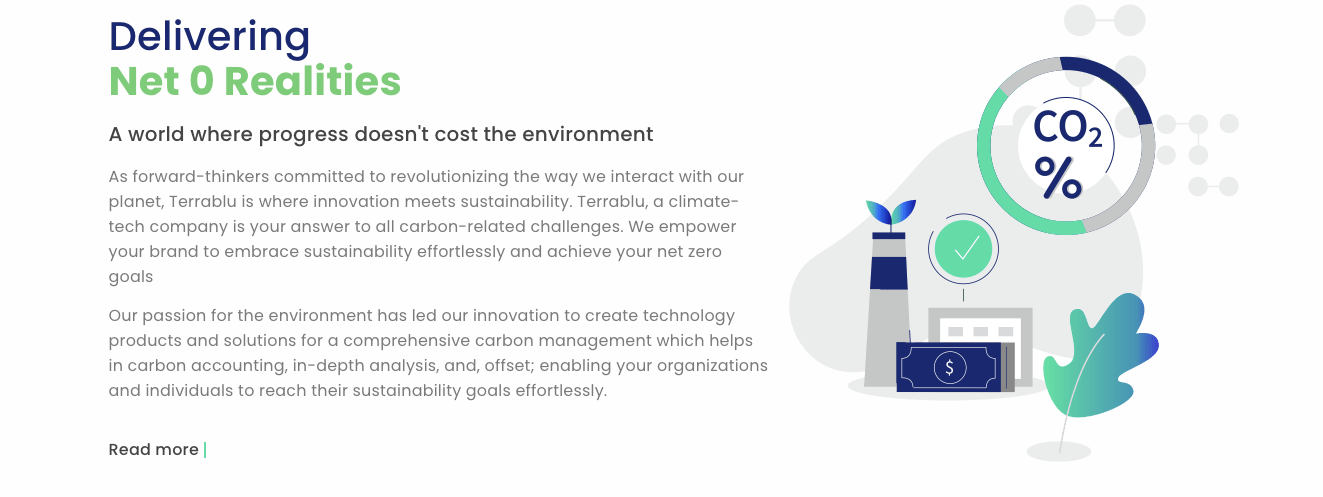 Delivering
Net 0 Realities
A world where progress doesn't cost the environment
As forward-thinkers committed to revolutionizing the way we interact with our
planet, Terrablu is where innovation meets sustainability. Terrablu, a climate-
tech company is your answer to all carbon-related challenges. We empower
your brand to embrace sustainability effortlessly and achieve your net zero
goals
Our passion for the environment has led our innovation to create technology
products and solutions for a comprehensive carbon management which helps
in carbon accounting, in-depth analysis, and, offset; enabling your organizations
and individuals to reach their sustainability goals effortlessly.
Read more
CO₂
%
$